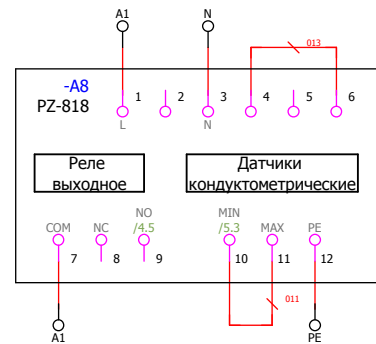 A1 N
013
-A8
PZ-818
1 2 3 4 5 6
L N
Реле
выходное
Датчики
кондуктометрические
COM NC NO
/4.5
MIN
/5.3
MAX PE
7 8 9 10 11 12
011
A1 PE